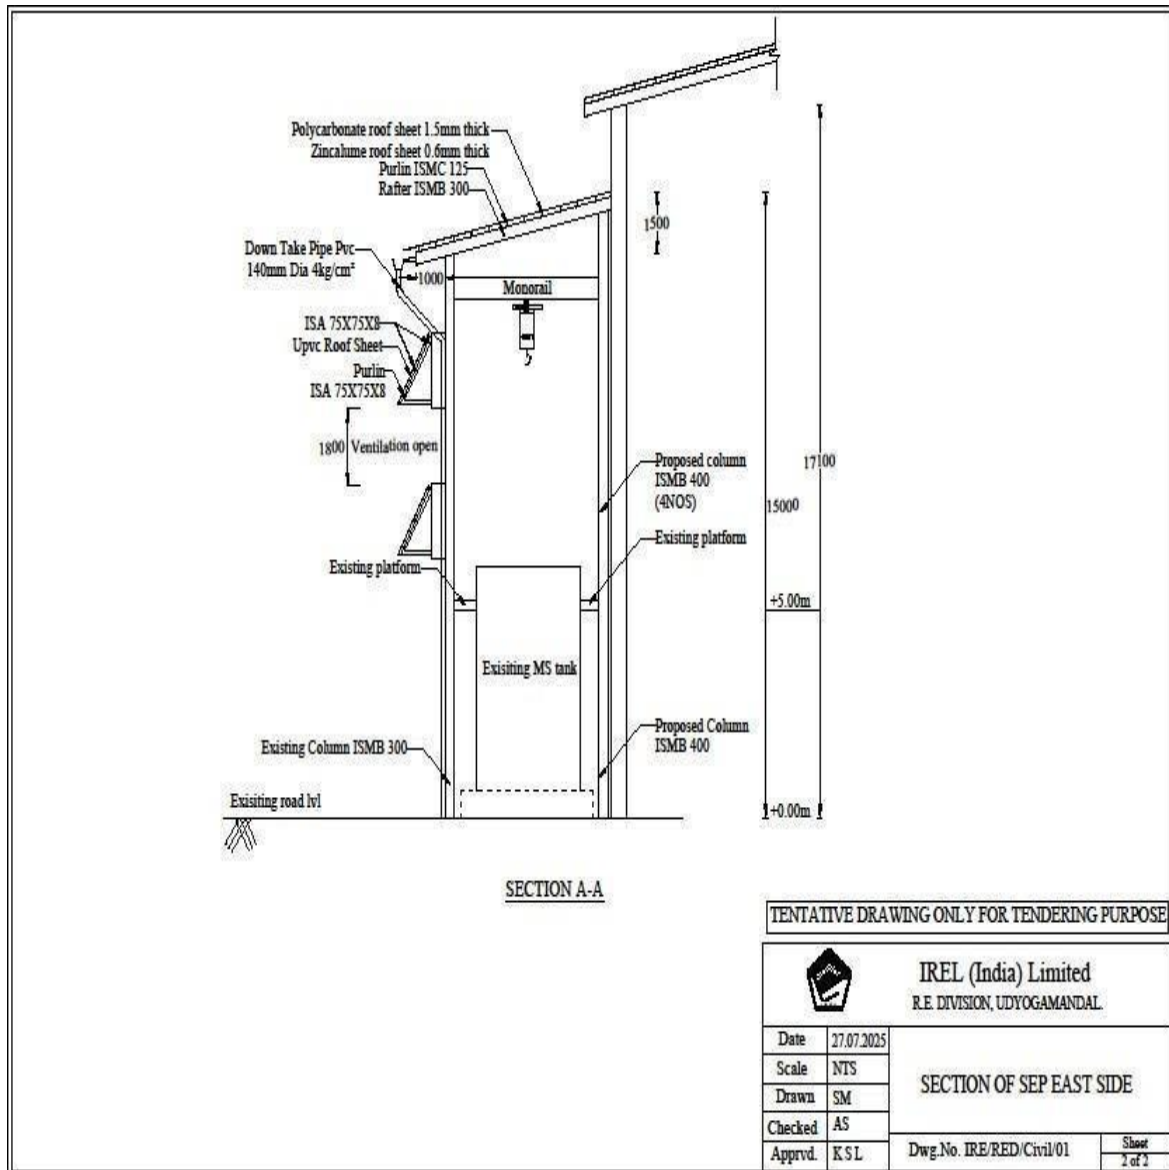 Polycarbonate roof sheet 1.5mm thick
Zincalume roof sheet 0.6mm thick
Purlin ISMC 125
Rafter ISMB 300
1500
Down Take Pipe Pvc
140mm Dia 4kg/cm²
1000
Monorail
ISA 75X75X8
Upvc Roof Sheet
Purlin
ISA 75X75X8
1800 Ventilation open
Proposed column
ISMB 400
(4NOS)
17100
15000
Existing platform
Existing platform
+5.00m
Exisiting MS tank
Existing Column ISMB 300
Proposed Column
ISMB 400
Exisiting road lvl
+0.00m
SECTION A-A
TENTATIVE DRAWING ONLY FOR TENDERING PURPOSE
IREL (India) Limited
R.E. DIVISION, UDYOGAMANDAL.
Date 27.07.2025
Scale NTS
Drawn SM
Checked AS
Apprvd. K S L
SECTION OF SEP EAST SIDE
Dwg.No. IRE/RED/Civil/01
Sheet
2 of 2